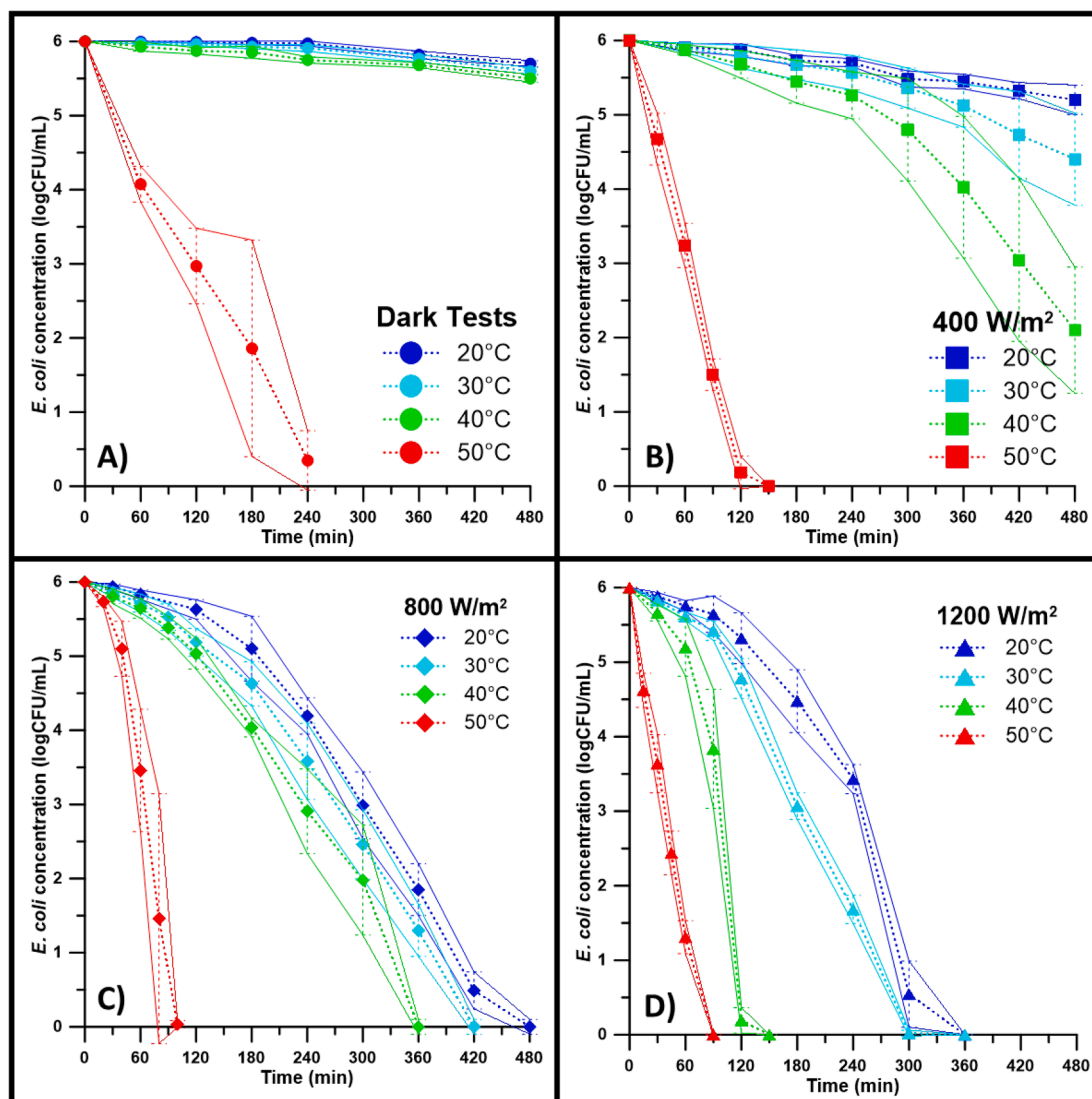 6
5
4
3
2
1
0
E. coli concentration (logCFU/mL)
Dark Tests
20°C
30°C
40°C
50°C
A)
0 60 120 180 240 300 360 420 480
Time (min)
6
5
4
3
2
1
0
E. coli concentration (logCFU/mL)
400 W/m²
20°C
30°C
40°C
50°C
B)
0 60 120 180 240 300 360 420 480
Time (min)
6
5
4
3
2
1
0
E. coli concentration (logCFU/mL)
800 W/m²
20°C
30°C
40°C
50°C
C)
0 60 120 180 240 300 360 420 480
Time (min)
6
5
4
3
2
1
0
E. coli concentration (logCFU/mL)
1200 W/m²
20°C
30°C
40°C
50°C
D)
0 60 120 180 240 300 360 420 480
Time (min)